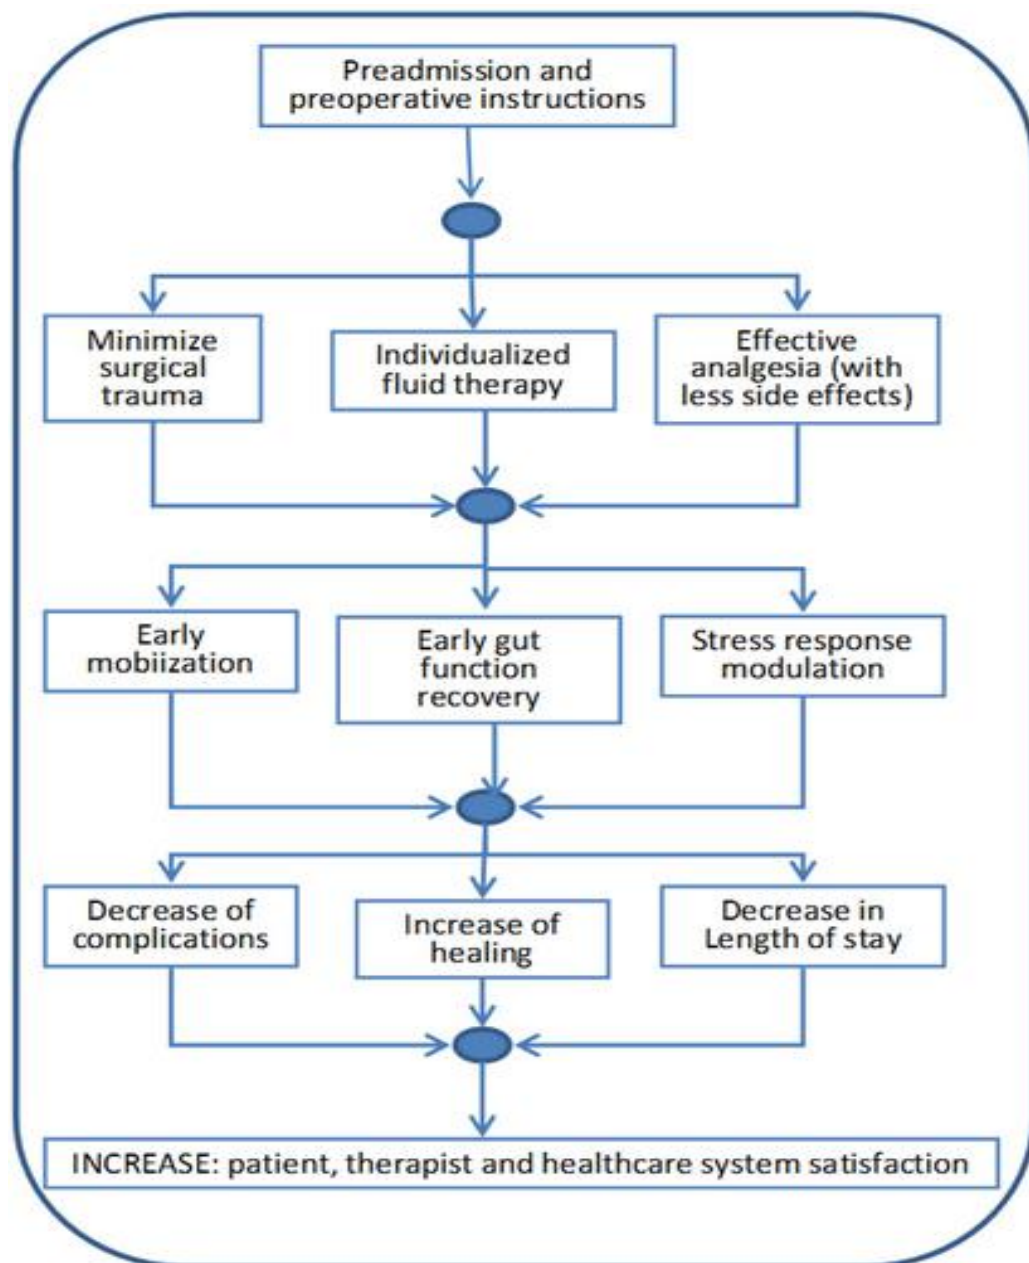 Preadmission and
preoperative instructions
Minimize
surgical
trauma
Individualized
fluid therapy
Effective
analgesia (with
less side effects)
Early
mobiization
Early gut
function
recovery
Stress response
modulation
Decrease of
complications
Increase of
healing
Decrease in
Length of stay
INCREASE: patient, therapist and healthcare system satisfaction